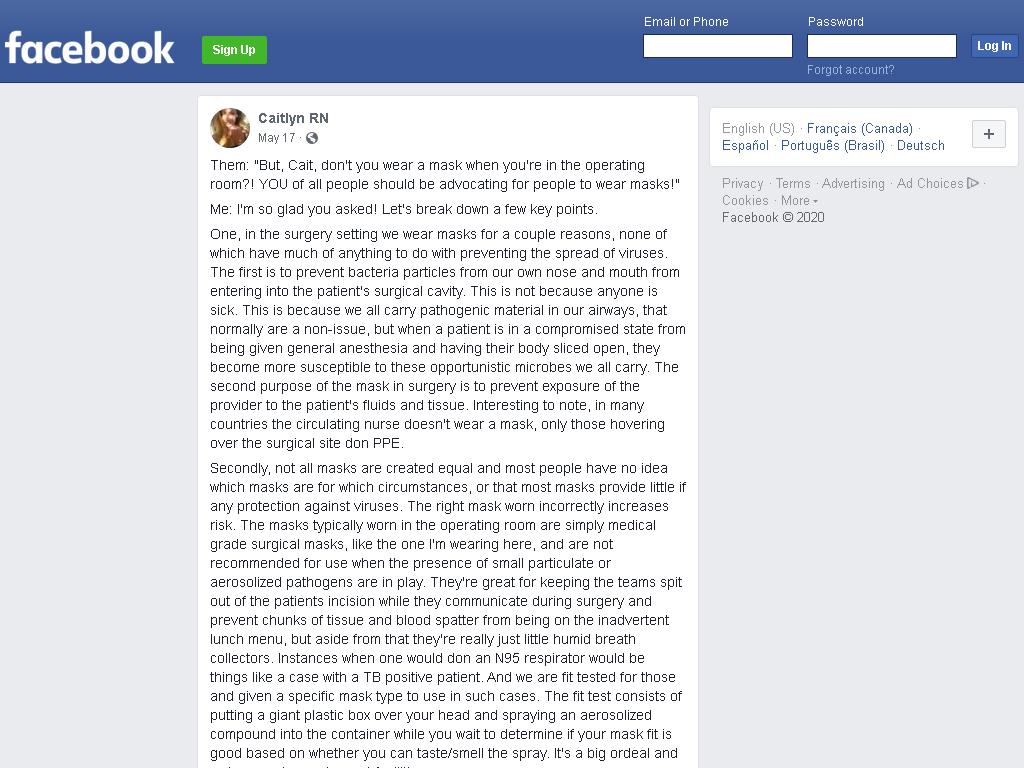 facebook
Sign Up
Email or Phone
Password
Log In
Forgot account?
Caitlyn RN
May 17 ·
Them: "But, Cait, don't you wear a mask when you're in the operating
room?! YOU of all people should be advocating for people to wear masks!"
Me: I'm so glad you asked! Let's break down a few key points.
One, in the surgery setting we wear masks for a couple reasons, none of
which have much of anything to do with preventing the spread of viruses.
The first is to prevent bacteria particles from our own nose and mouth from
entering into the patient's surgical cavity. This is not because anyone is
sick. This is because we all carry pathogenic material in our airways, that
normally are a non-issue, but when a patient is in a compromised state from
being given general anesthesia and having their body sliced open, they
become more susceptible to these opportunistic microbes we all carry. The
second purpose of the mask in surgery is to prevent exposure of the
provider to the patient's fluids and tissue. Interesting to note, in many
countries the circulating nurse doesn't wear a mask, only those hovering
over the surgical site don PPE.
Secondly, not all masks are created equal and most people have no idea
which masks are for which circumstances, or that most masks provide little if
any protection against viruses. The right mask worn incorrectly increases
risk. The masks typically worn in the operating room are simply medical
grade surgical masks, like the one I'm wearing here, and are not
recommended for use when the presence of small particulate or
aerosolized pathogens are in play. They're great for keeping the teams spit
out of the patients incision while they communicate during surgery and
prevent chunks of tissue and blood spatter from being on the inadvertent
lunch menu, but aside from that they're really just little humid breath
collectors. Instances when one would don an N95 respirator would be
things like a case with a TB positive patient. And we are fit tested for those
and given a specific mask type to use in such cases. The fit test consists of
putting a giant plastic box over your head and spraying an aerosolized
compound into the container while you wait to determine if your mask fit is
good based on whether you can taste/smell the spray. It's a big ordeal and
English (US) · Français (Canada) ·
Español · Português (Brasil) · Deutsch
+
Privacy · Terms · Advertising · Ad Choices ·
Cookies · More
Facebook © 2020